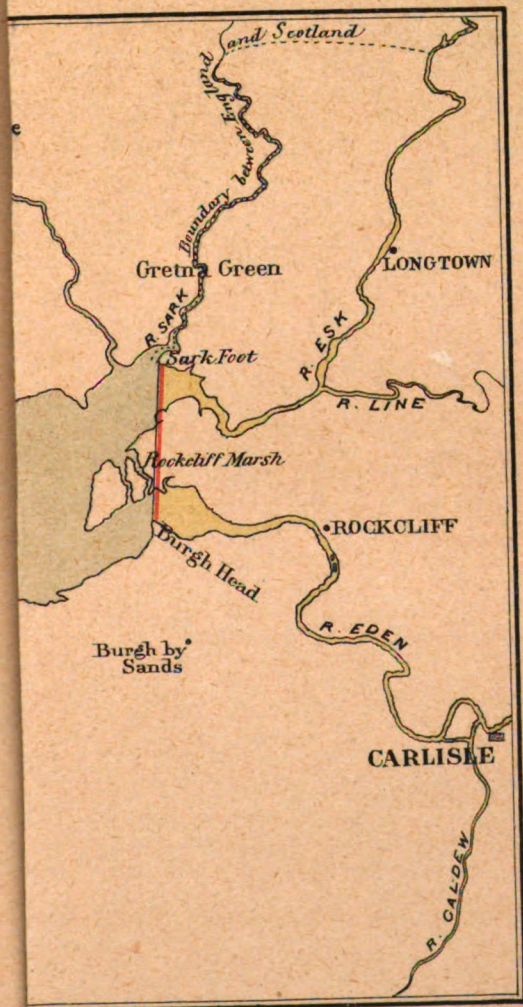 and Scotland
Boundary between England
e
Gretna Green
LONGTOWN
R. SARK
Sark Foot
R. ESK
R. LINE
Rockcliff Marsh
ROCKCLIFF
Burgh Head
R. EDEN
Burgh by
Sands
CARLISLE
R. CALDEW